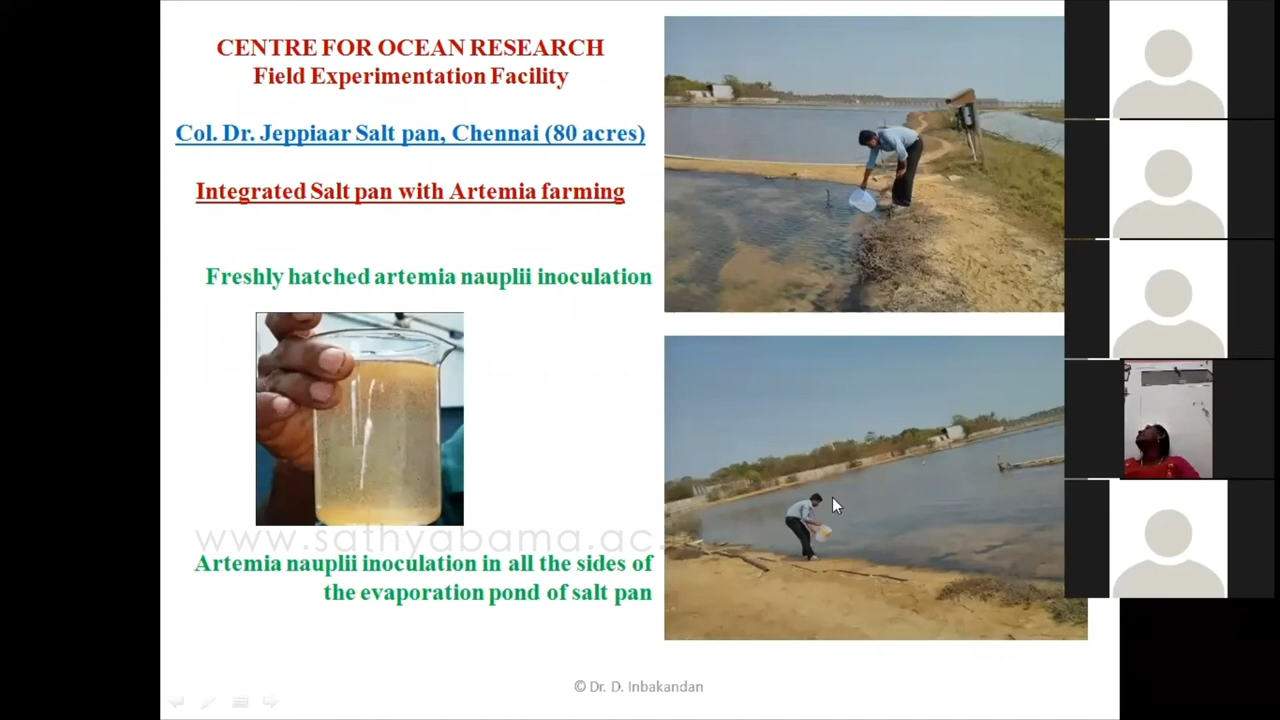 CENTRE FOR OCEAN RESEARCH
Field Experimentation Facility
Col. Dr. Jeppiaar Salt pan, Chennai (80 acres)
Integrated Salt pan with Artemia farming
Freshly hatched artemia nauplii inoculation
www.sathyabama.ac.
Artemia nauplii inoculation in all the sides of
the evaporation pond of salt pan
© Dr. D. Inbakandan